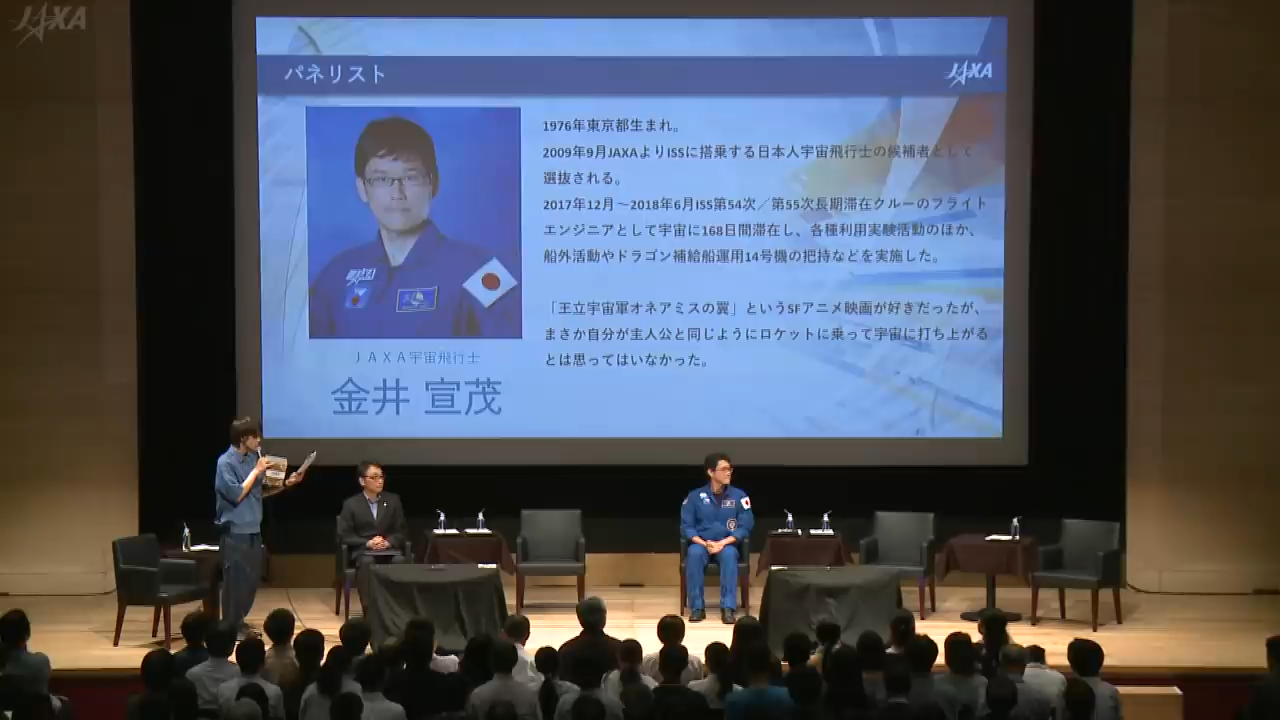 JAXA
パネリスト
JAXA
1976年東京都生まれ。
2009年9月JAXAよりISSに搭乗する日本人宇宙飛行士の候補者として
選抜される。
2017年12月～2018年6月ISS第54次／第55次長期滞在クルーのフライト
エンジニアとして宇宙に168日間滞在し、各種利用実験活動のほか、
船外活動やドラゴン補給船運用14号機の把持などを実施した。
「王立宇宙軍オネアミスの翼」というSFアニメ映画が好きだったが、
まさか自分が主人公と同じようにロケットに乗って宇宙に打ち上がる
とは思ってはいなかった。
ＪＡＸＡ宇宙飛行士
金井 宣茂